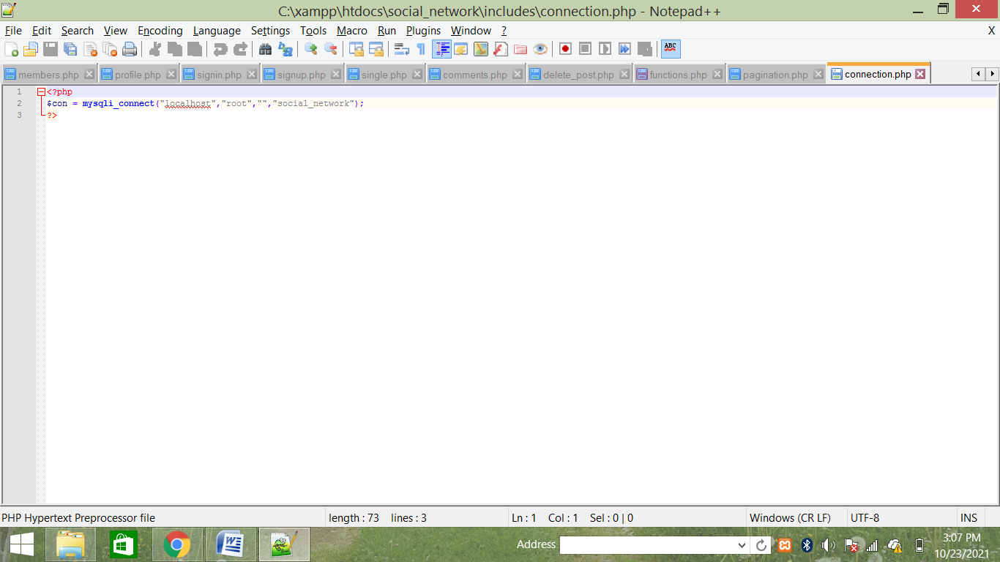 C:\xampp\htdocs\social_network\includes\connection.php - Notepad++
File Edit Search View Encoding Language Settings Tools Macro Run Plugins Window ? X
ABC
members.php profile.php signin.php signup.php single.php comments.php delete_post.php functions.php pagination.php connection.php
1 <?php
2 $con = mysqli_connect("localhost","root","","social_network");
3 ?>
PHP Hypertext Preprocessor file length : 73 lines : 3 Ln : 1 Col : 1 Sel : 0 | 0 Windows (CR LF) UTF-8 INS
Address
3:07 PM
10/23/2021